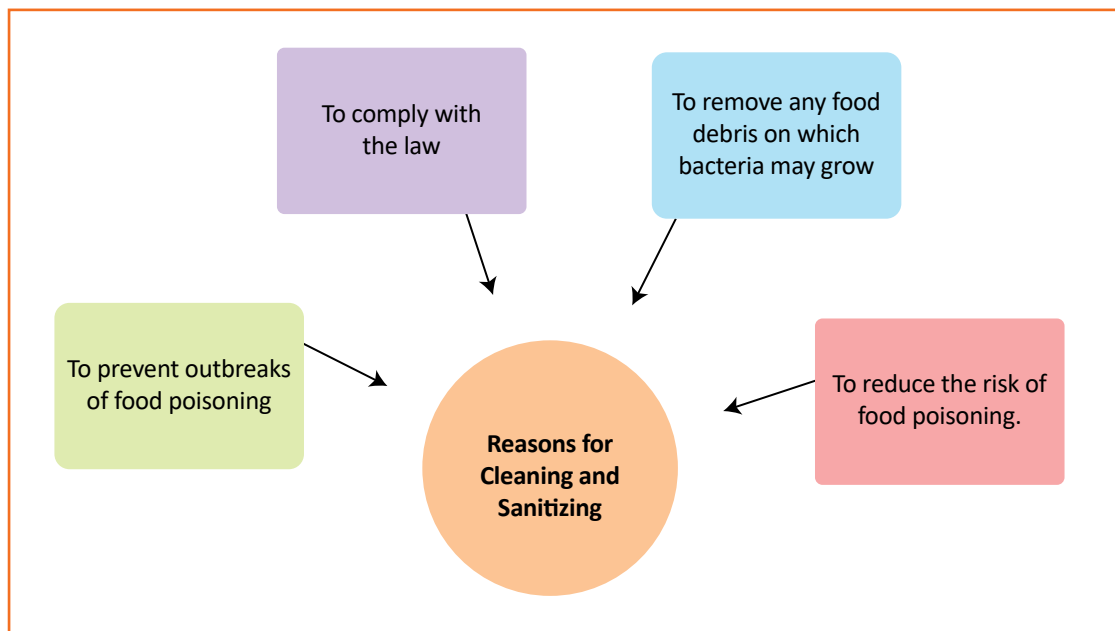 To comply with
the law
To remove any food
debris on which
bacteria may grow
To prevent outbreaks
of food poisoning
To reduce the risk of
food poisoning.
Reasons for
Cleaning and
Sanitizing